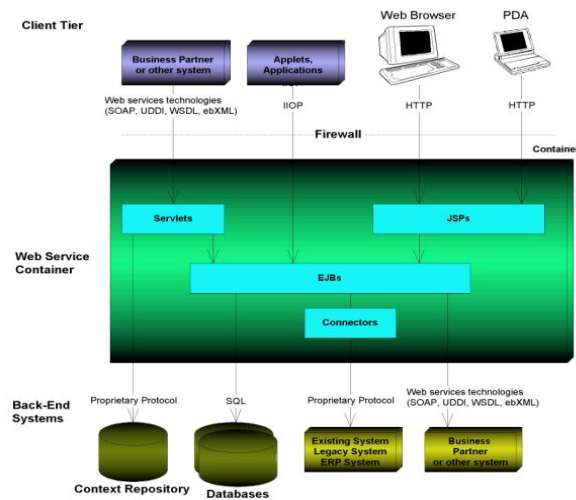 Client Tier
Web Browser
PDA
Business Partner
or other system
Applets,
Applications
Web services technologies
(SOAP, UDDI, WSDL, ebXML)
IIOP
HTTP
HTTP
Firewall
Container
Servlets
JSPs
Web Service
Container
EJBs
Connectors
Back-End
Systems
Proprietary Protocol
SQL
Proprietary Protocol
Web services technologies
(SOAP, UDDI, WSDL, ebXML)
Existing System
Legacy System
ERP System
Business
Partner
or other system
Context Repository
Databases